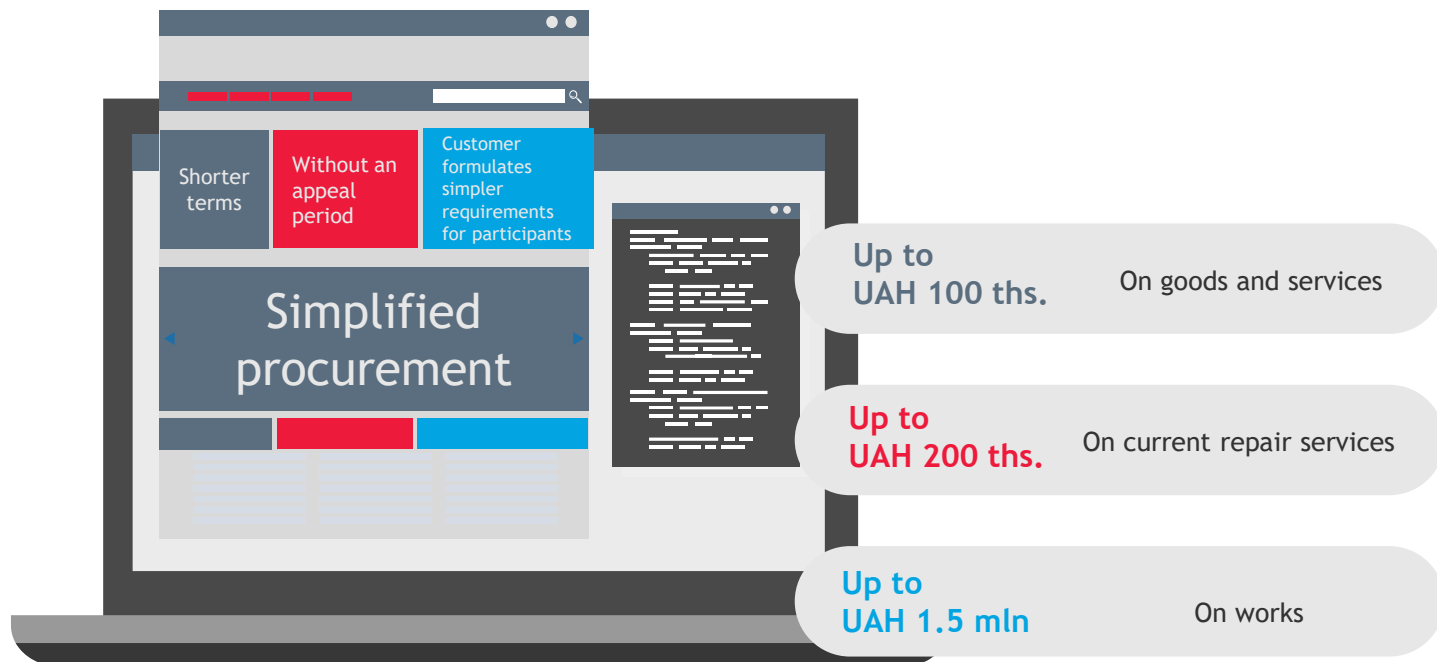 Shorter
terms
Without an
appeal
period
Customer
formulates
simpler
requirements
for participants
Simplified
procurement
Up to
UAH 100 ths.
On goods and services
Up to
UAH 200 ths.
On current repair services
Up to
UAH 1.5 mln
On works